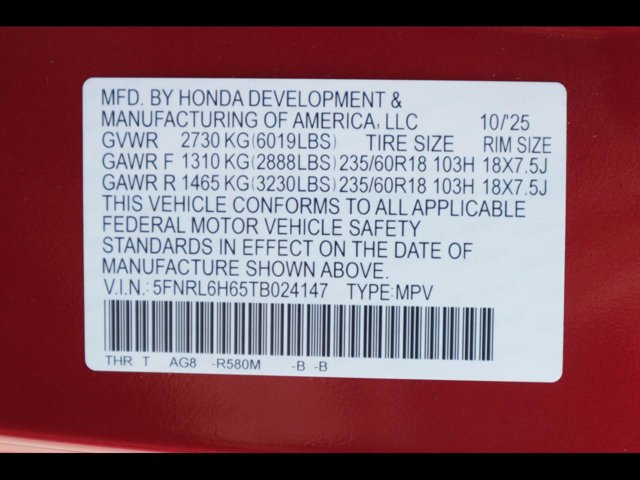 MFD. BY HONDA DEVELOPMENT &
MANUFACTURING OF AMERICA, LLC 10/'25
GVWR 2730 KG(6019LBS) TIRE SIZE RIM SIZE
GAWR F 1310 KG(2888LBS) 235/60R18 103H 18X7.5J
GAWR R 1465 KG(3230LBS) 235/60R18 103H 18X7.5J
THIS VEHICLE CONFORMS TO ALL APPLICABLE
FEDERAL MOTOR VEHICLE SAFETY
STANDARDS IN EFFECT ON THE DATE OF
MANUFACTURE SHOWN ABOVE.
V.I.N.: 5FNRL6H65TB024147 TYPE:MPV
THR T AG8 -R580M -B -B